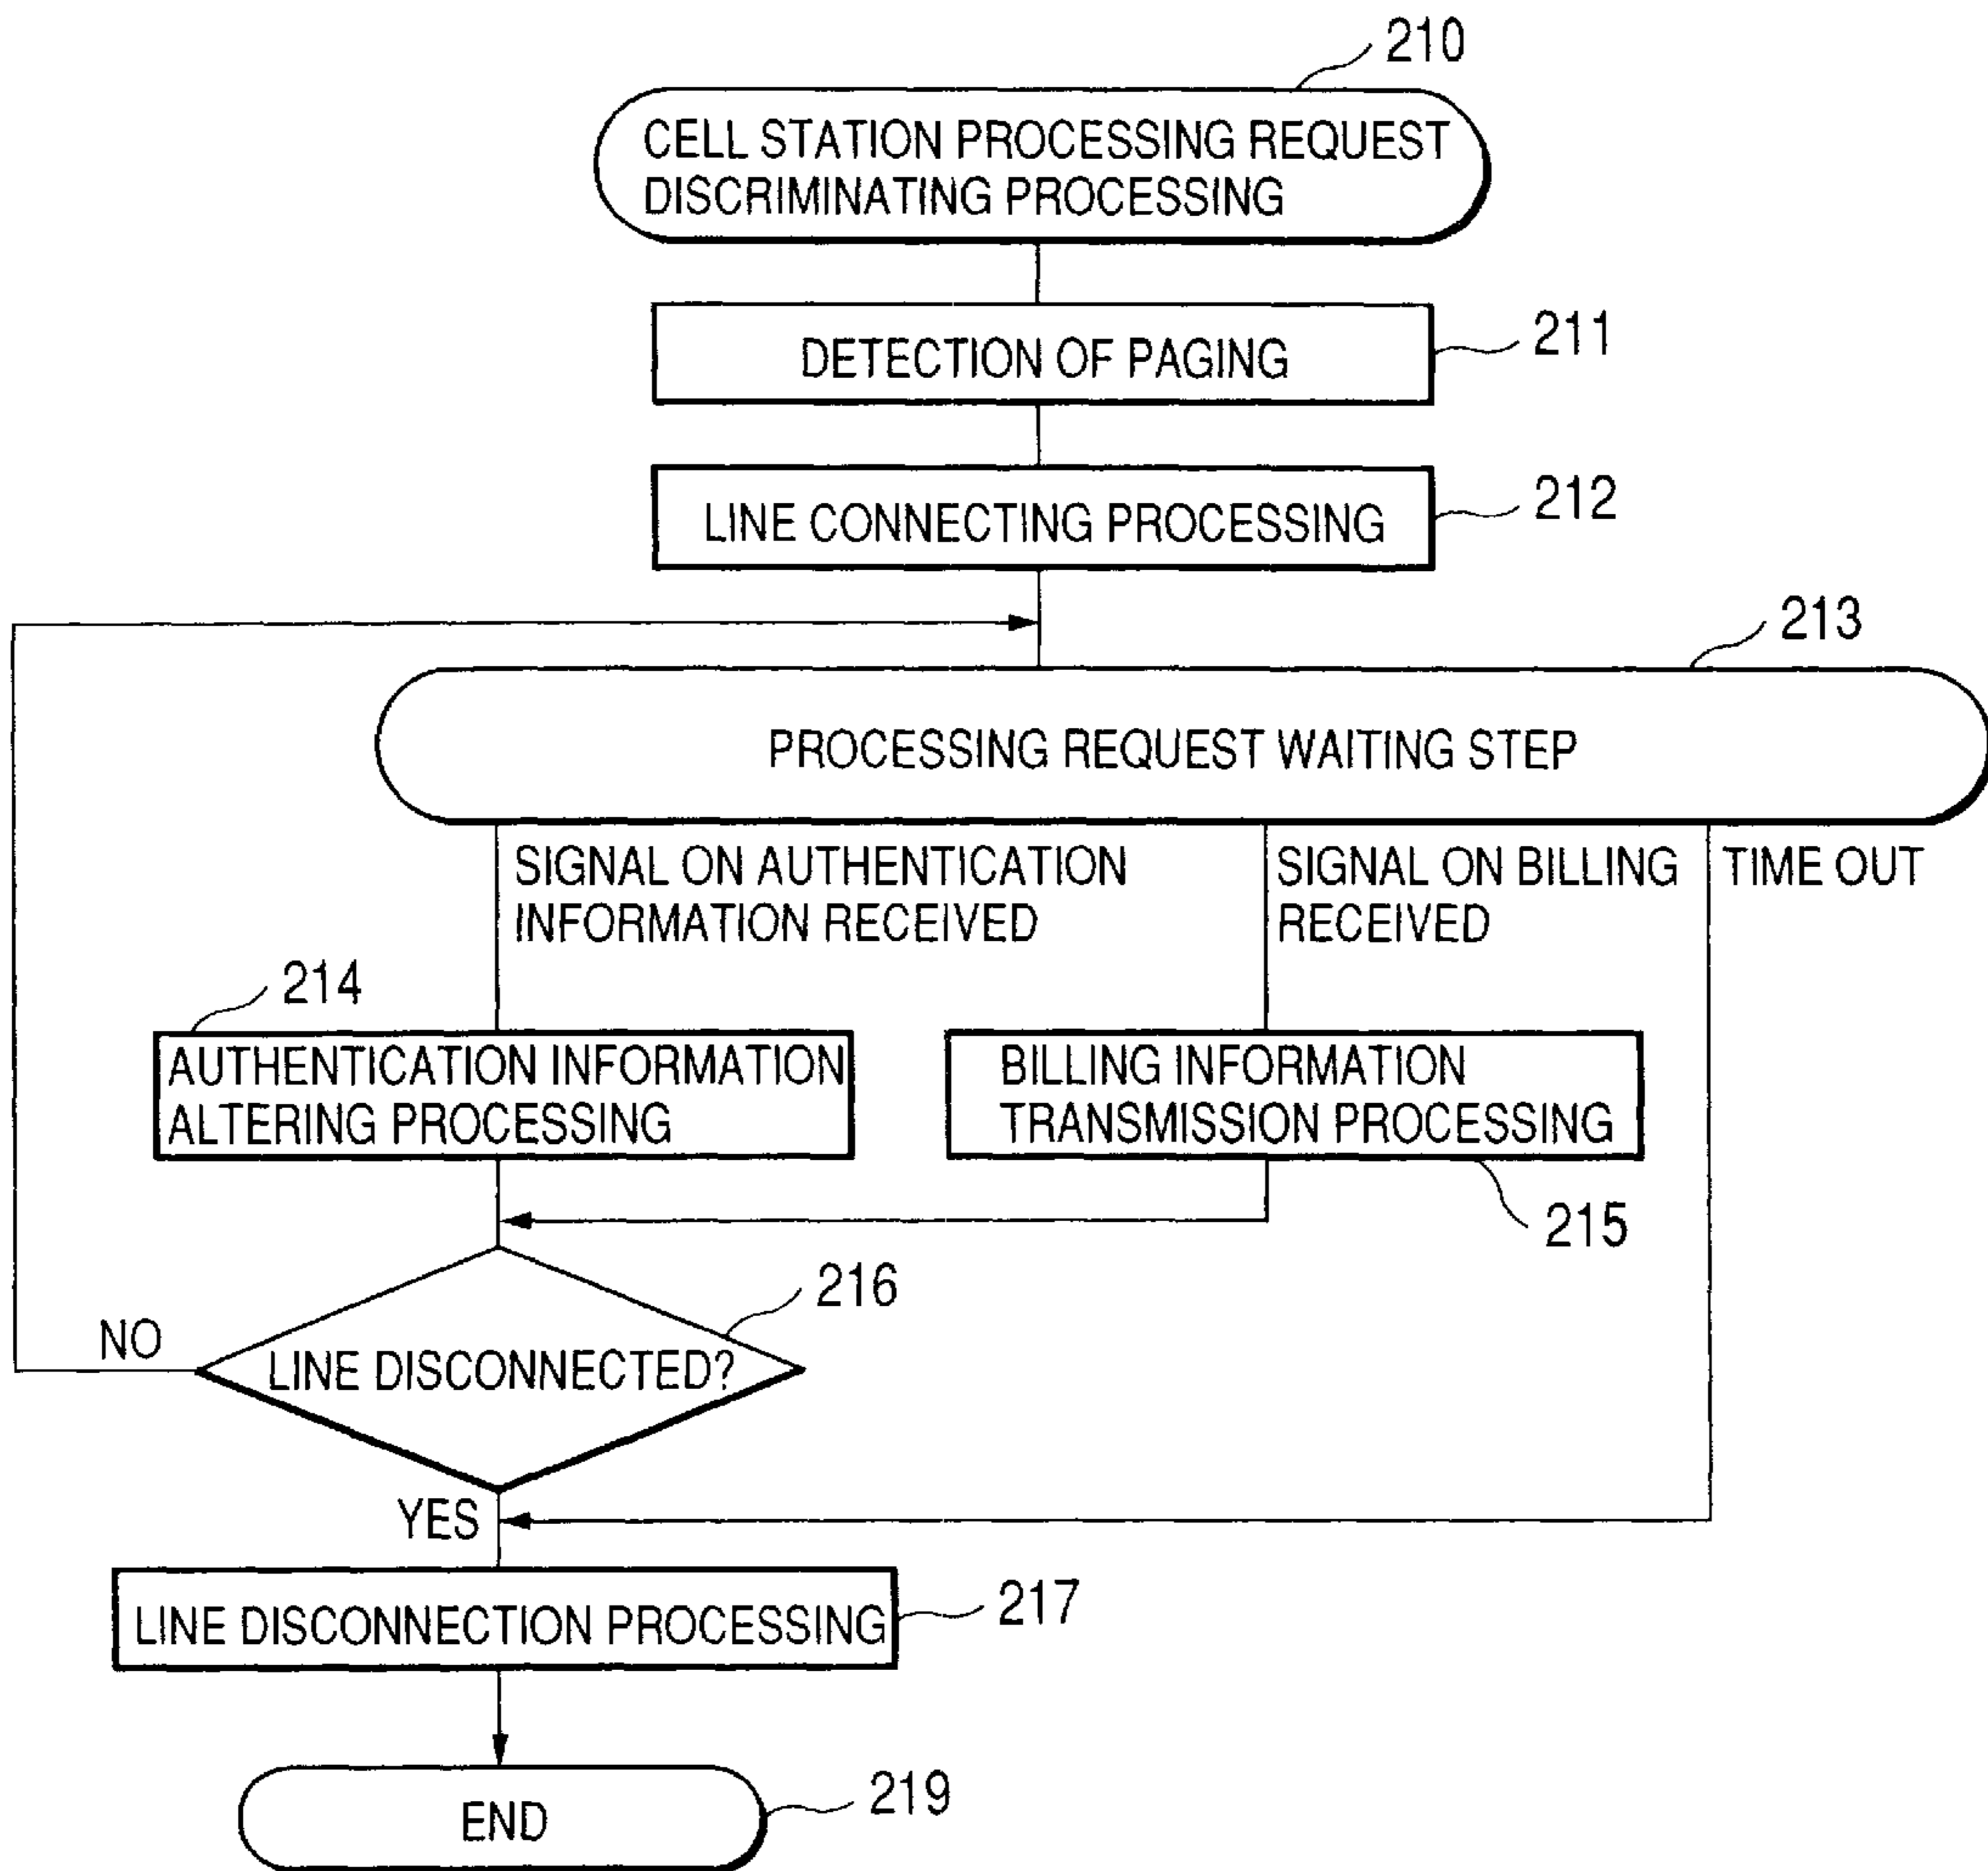 210
CELL STATION PROCESSING REQUEST
DISCRIMINATING PROCESSING
DETECTION OF PAGING
211
LINE CONNECTING PROCESSING
212
213
PROCESSING REQUEST WAITING STEP
SIGNAL ON AUTHENTICATION
INFORMATION RECEIVED
SIGNAL ON BILLING
RECEIVED
TIME OUT
214
AUTHENTICATION INFORMATION
ALTERING PROCESSING
BILLING INFORMATION
TRANSMISSION PROCESSING
215
216
NO
LINE DISCONNECTED?
YES
LINE DISCONNECTION PROCESSING
217
END
219